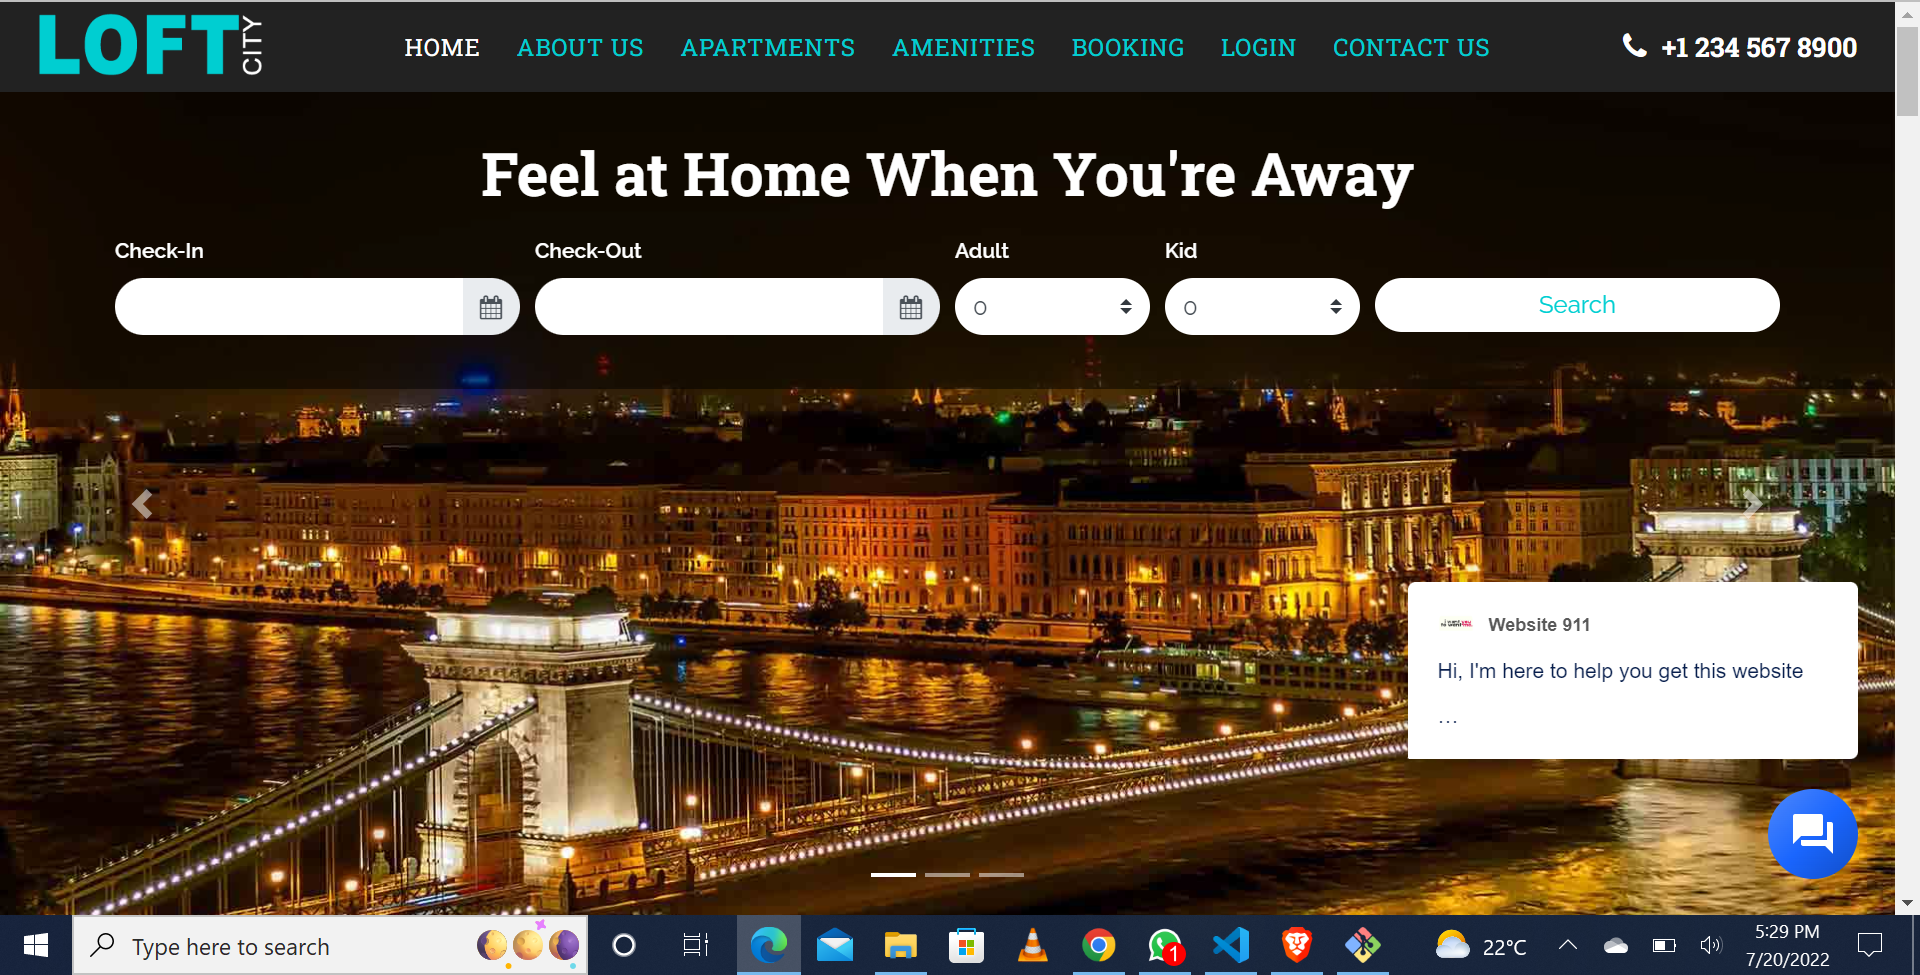 LOFT CITY
HOME ABOUT US APARTMENTS AMENITIES BOOKING LOGIN CONTACT US
+1 234 567 8900
Feel at Home When You're Away
Check-In Check-Out Adult Kid
0 0 Search
Website 911
Hi, I'm here to help you get this website
...
Type here to search
1
22°C
5:29 PM
7/20/2022